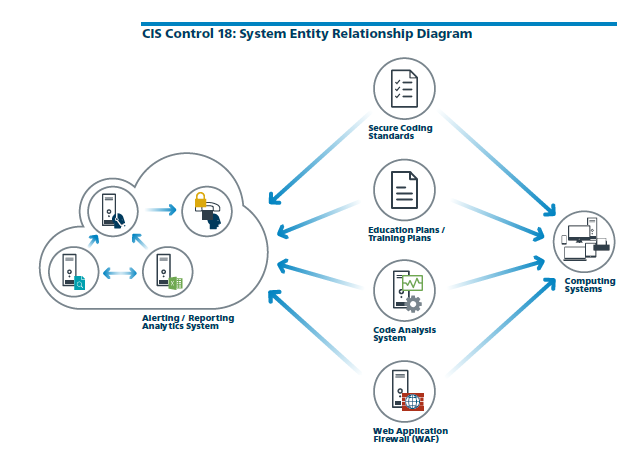 CIS Control 18: System Entity Relationship Diagram
Secure Coding
Standards
Education Plans /
Training Plans
Computing
Systems
Alerting / Reporting
Analytics System
Code Analysis
System
Web Application
Firewall (WAF)